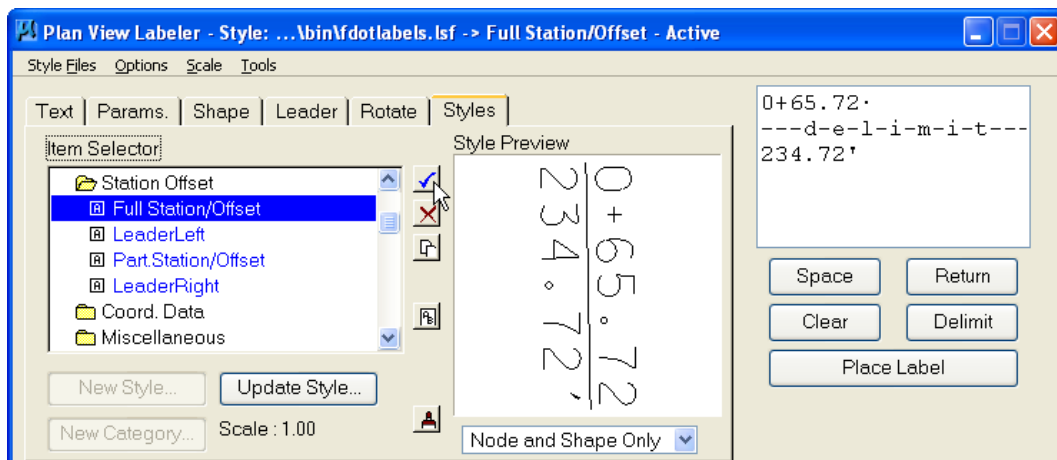 Plan View Labeler - Style: ...\bin\fdotlabels.lsf -> Full Station/Offset - Active
Style Files Options Scale Tools
Text Params. Shape Leader Rotate Styles
Item Selector
Station Offset
Full Station/Offset
LeaderLeft
Part.Station/Offset
LeaderRight
Coord. Data
Miscellaneous
New Style...
Update Style...
New Category...
Scale : 1.00
Style Preview
0+65.72
234.72'
Node and Shape Only
0+65.72·
---d-e-l-i-m-i-t---
234.72'
Space
Return
Clear
Delimit
Place Label